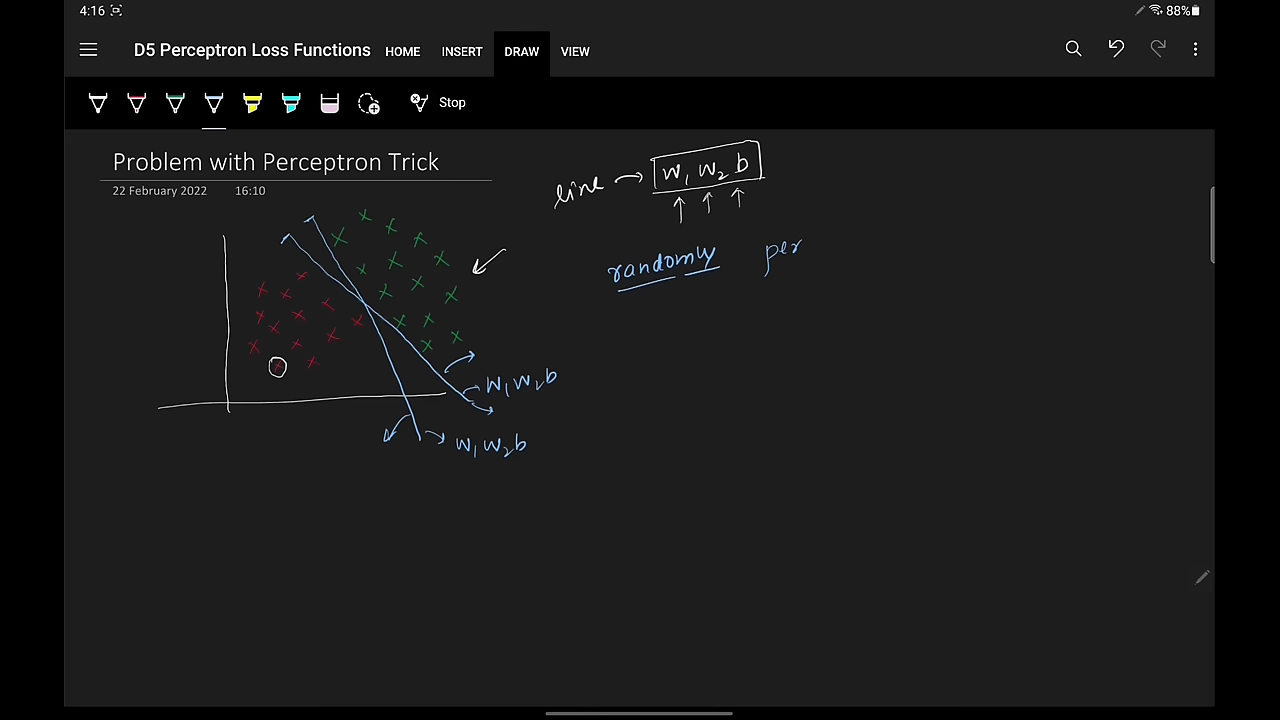 4:16 88%
D5 Perceptron Loss Functions HOME INSERT DRAW VIEW
Stop
Problem with Perceptron Trick
22 February 2022 16:10
line → w₁ w₂ b
randomly per
w₁ w₂ b
w₁ w₂ b